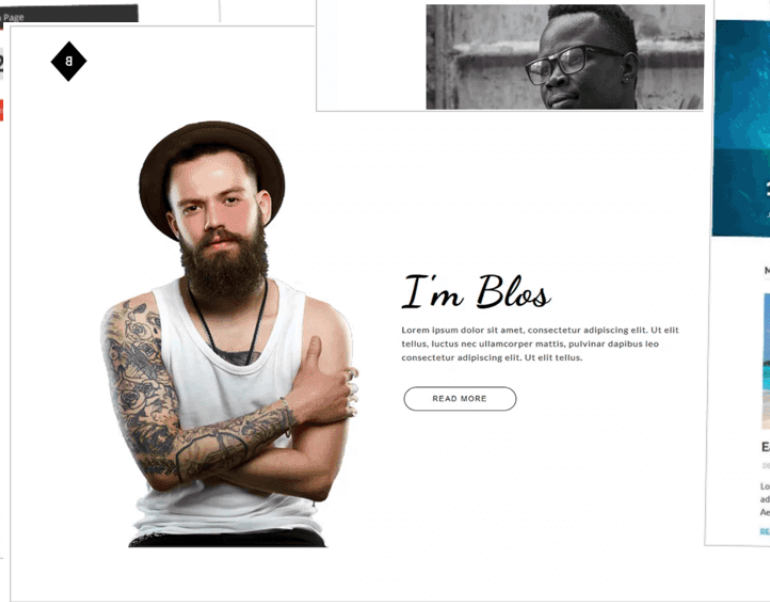 Page
B
I'm Blos
Lorem ipsum dolor sit amet, consectetur adipiscing elit. Ut elit
tellus, luctus nec ullamcorper mattis, pulvinar dapibus leo
consectetur adipiscing elit. Ut elit tellus.
READ MORE